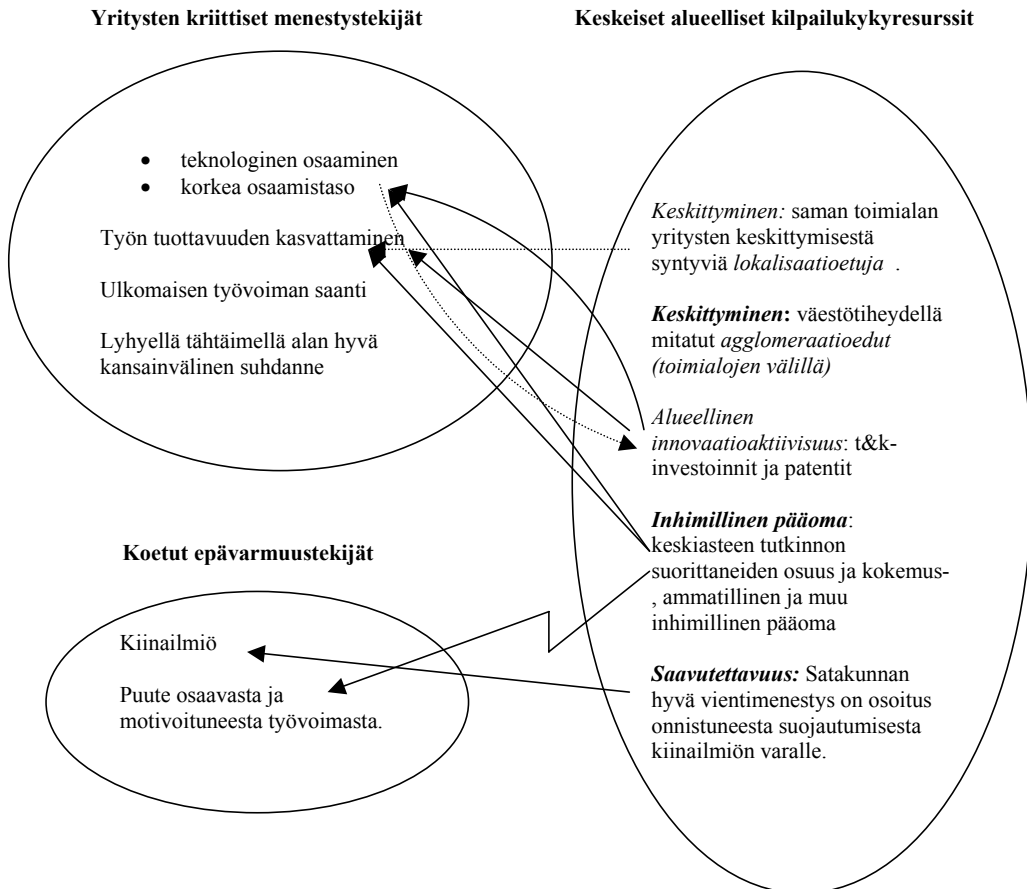 Yritysten kriittiset menestystekijät
• teknologinen osaaminen
• korkea osaamistaso
Työn tuottavuuden kasvattaminen
Ulkomaisen työvoiman saanti
Lyhyellä tähtäimellä alan hyvä
kansainvälinen suhdanne
Koetut epävarmuustekijät
Kiinailmiö
Puute osaavasta ja
motivoituneesta työvoimasta.
Keskeiset alueelliset kilpailukykyresurssit
Keskittyminen: saman toimialan
yritysten keskittymisestä
syntyviä lokalisaatioetuja .
Keskittyminen: väestötiheydellä
mitatut agglomeraatioedut
(toimialojen välillä)
Alueellinen
innovaatioaktiivisuus: t&k-
investoinnit ja patentit
Inhimillinen pääoma:
keskiasteen tutkinnon
suorittaneiden osuus ja kokemus-
, ammatillinen ja muu
inhimillinen pääoma
Saavutettavuus: Satakunnan
hyvä vientimenestys on osoitus
onnistuneesta suojautumisesta
kiinailmiön varalle.